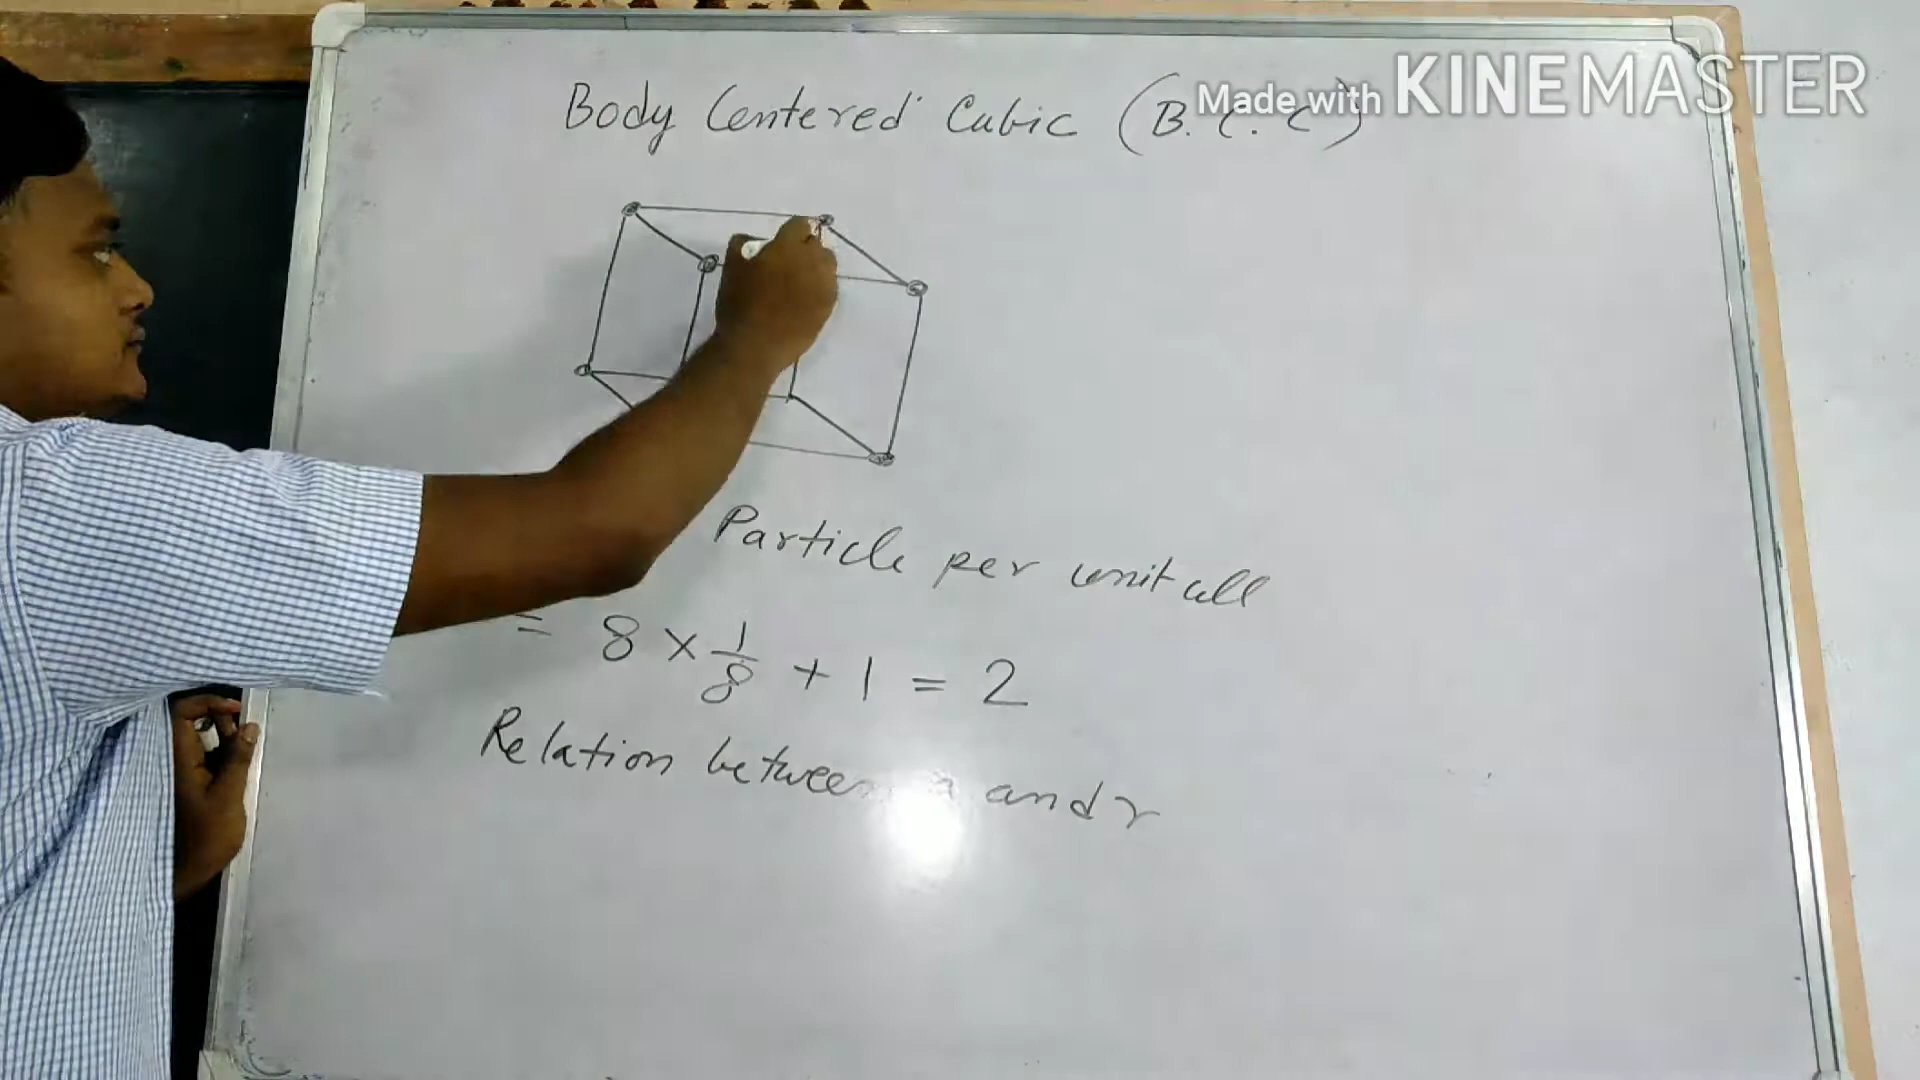 Body Centered Cubic (B.C.C)
Made with KINEMASTER
Particle per unit cell
= 8 × 1/8 + 1 = 2
Relation between a and r